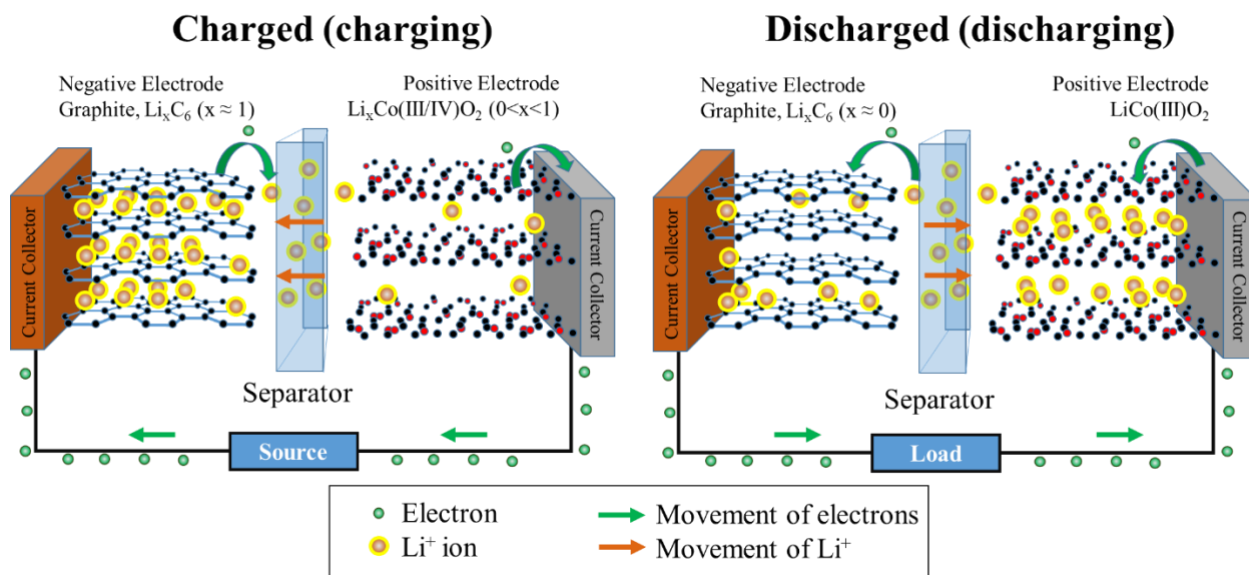 Charged (charging)
Negative Electrode
Graphite, LiₓC₆ (x ≈ 1)
Positive Electrode
LiₓCo(III/IV)O₂ (0<x<1)
Current Collector
Current Collector
Separator
Source
Discharged (discharging)
Negative Electrode
Graphite, LiₓC₆ (x ≈ 0)
Positive Electrode
LiCo(III)O₂
Current Collector
Current Collector
Separator
Load
Electron
Movement of electrons
Li⁺ ion
Movement of Li⁺